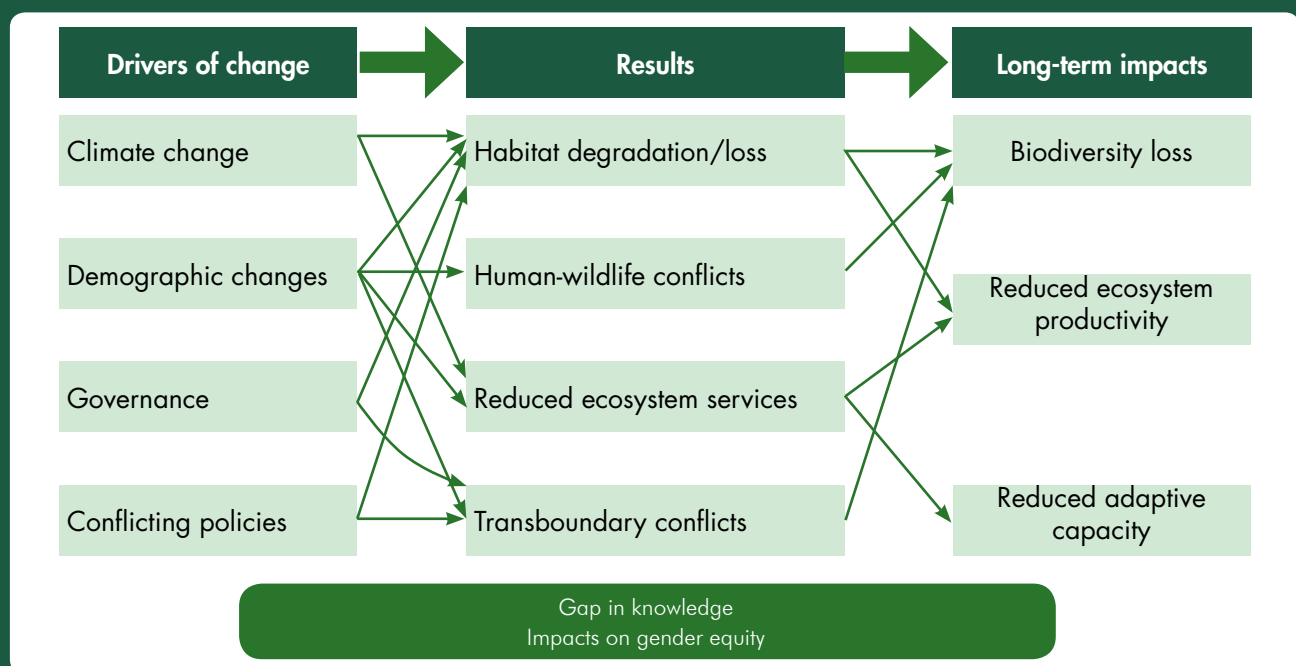 Drivers of change
Results
Long-term impacts
Climate change
Habitat degradation/loss
Biodiversity loss
Demographic changes
Human-wildlife conflicts
Reduced ecosystem
productivity
Governance
Reduced ecosystem services
Conflicting policies
Transboundary conflicts
Reduced adaptive
capacity
Gap in knowledge
Impacts on gender equity